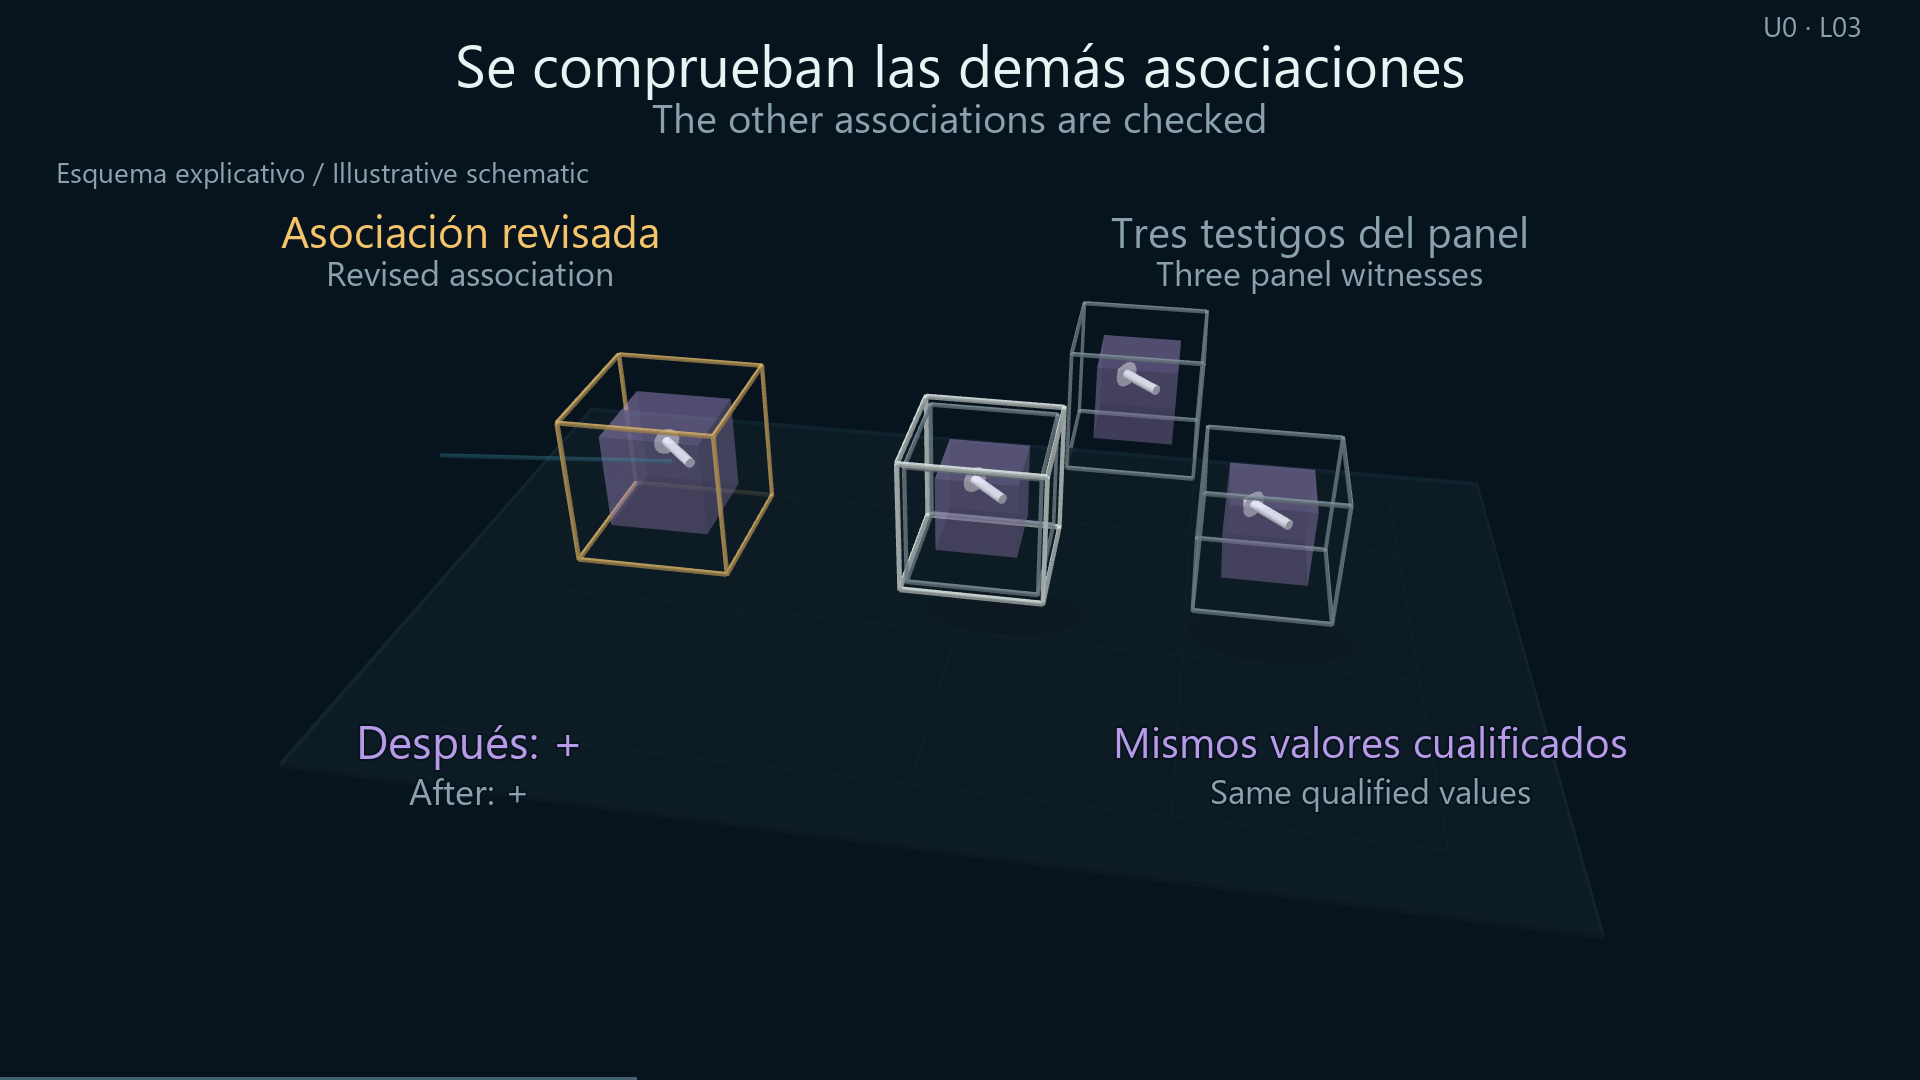 U0 · L03
Se comprueban las demás asociaciones
The other associations are checked
Esquema explicativo / Illustrative schematic
Asociación revisada
Revised association
Tres testigos del panel
Three panel witnesses
Después: +
After: +
Mismos valores cualificados
Same qualified values